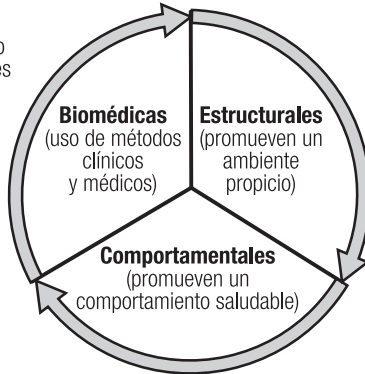 Biomédicas
(uso de métodos
clínicos
y médicos)
Estructurales
(promueven un
ambiente
propicio)
Comportamentales
(promueven un
comportamiento saludable)